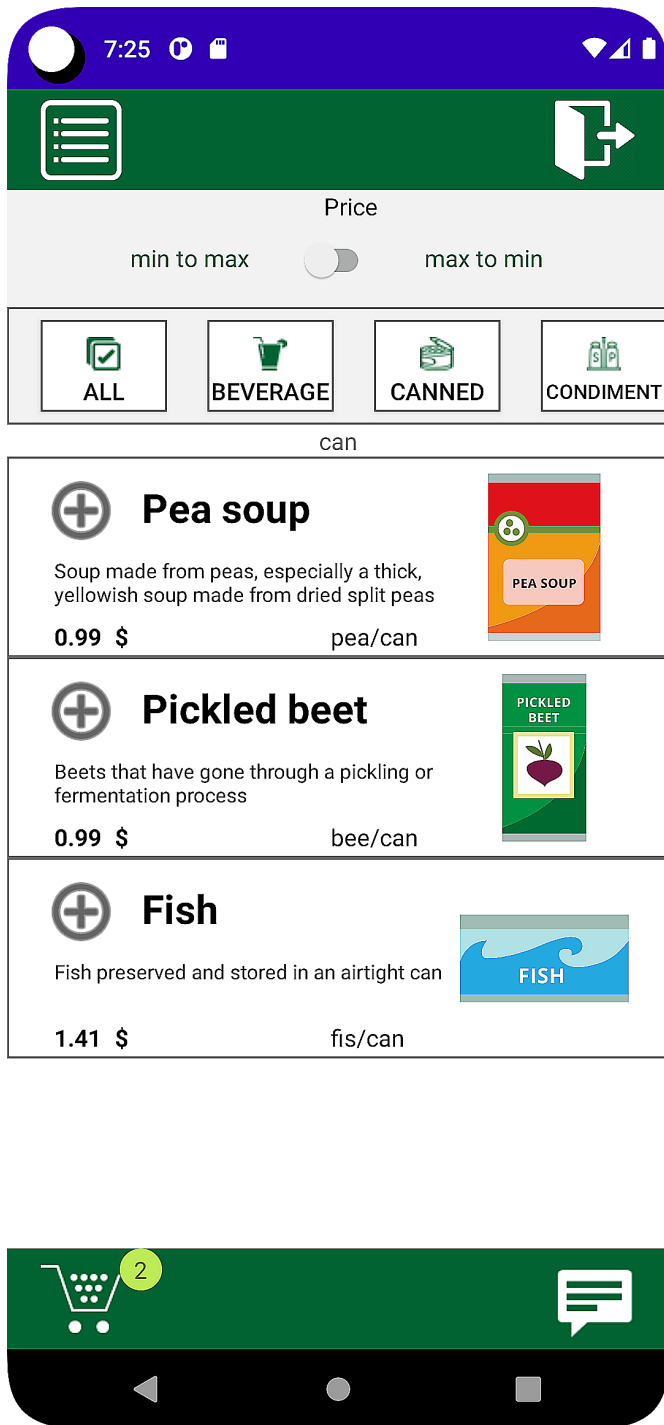 7:25
Price
min to max
max to min
ALL
BEVERAGE
CANNED
CONDIMENT
S P
can
Pea soup
Soup made from peas, especially a thick,
yellowish soup made from dried split peas
0.99 $
pea/can
PEA SOUP
Pickled beet
Beets that have gone through a pickling or
fermentation process
0.99 $
bee/can
PICKLED
BEET
Fish
Fish preserved and stored in an airtight can
1.41 $
fis/can
FISH
2